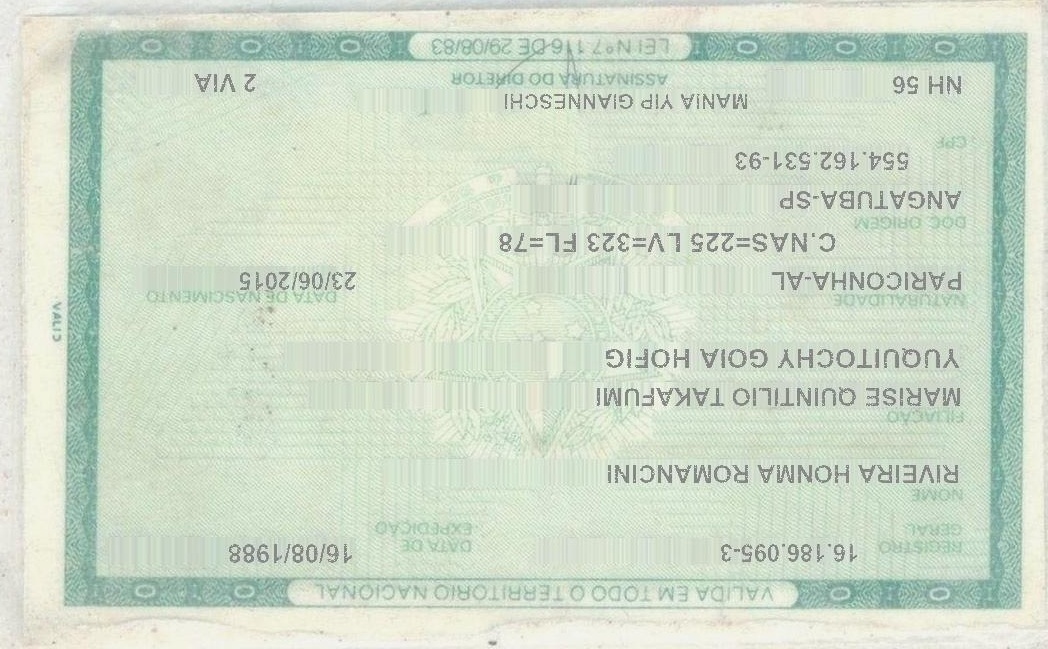 VALIDA EM TODO O TERRITORIO NACIONAL
REGISTRO GERAL 16.186.095-3 DATA DE EXPEDIÇÃO 16/08/1988
NOME
RIVEIRA HONMA ROMANCINI
FILIAÇÃO
MARISE QUINTILIO TAKAFUMI
YUQUITOCHY GOIA HOFIG
NATURALIDADE DATA DE NASCIMENTO
PARICONHA-AL 23/06/2015
C.NAS=225 LV=323 FL=78
DOC ORIGEM
ANGATUBA-SP
CPF 554.162.531-93
MANIA YIP GIANNESCHI
NH 56 ASSINATURA DO DIRETOR 2 VIA
LEI Nº 7.116 DE 29/08/83
VALID